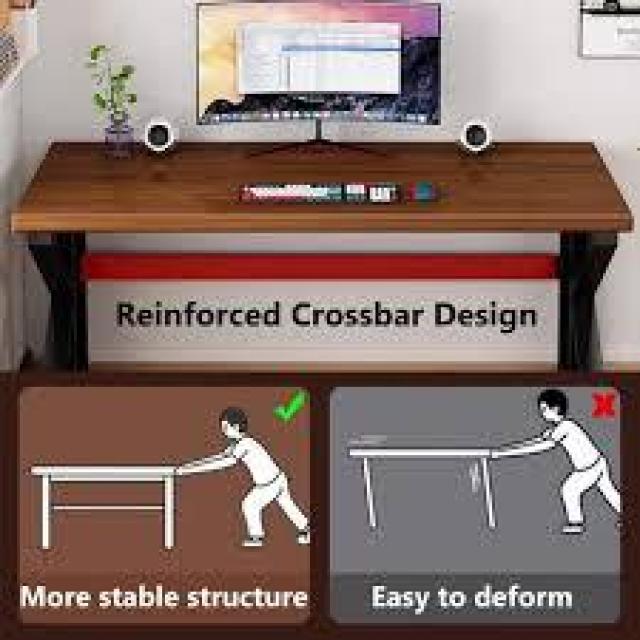 Reinforced Crossbar Design
More stable structure
Easy to deform